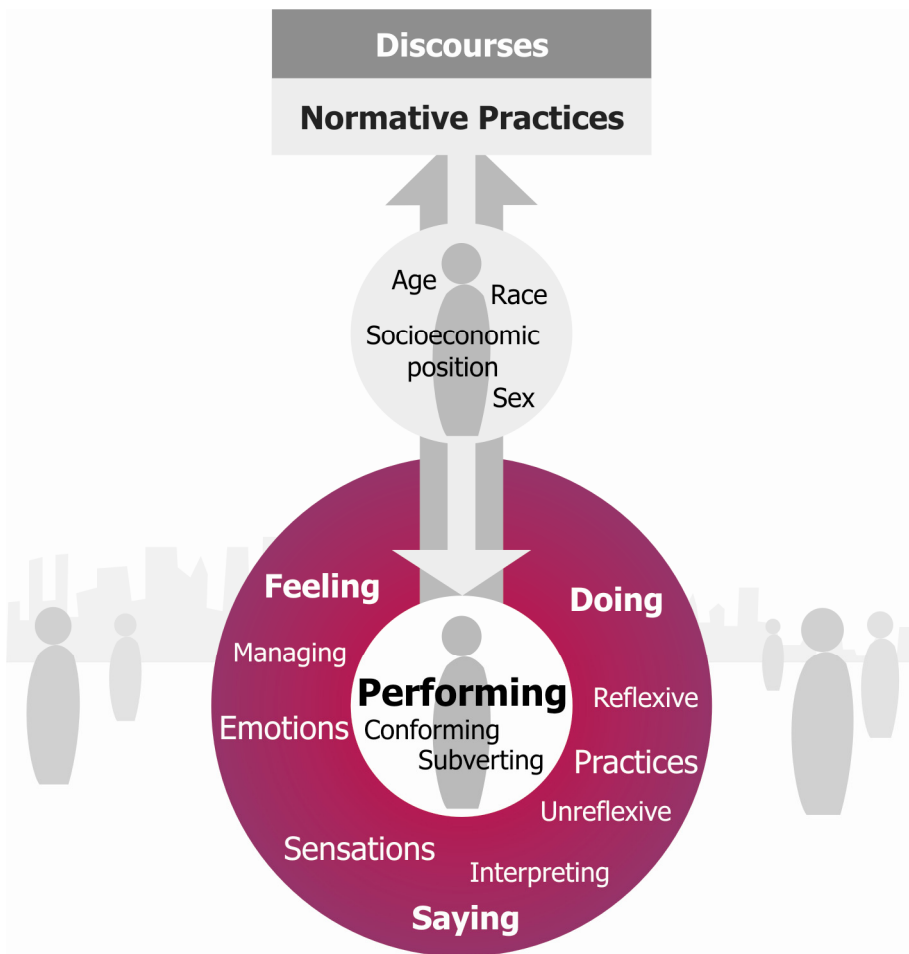 Discourses
Normative Practices
Age
Race
Socioeconomic
position
Sex
Feeling
Doing
Managing
Performing
Reflexive
Emotions
Conforming
Subverting
Practices
Unreflexive
Sensations
Interpreting
Saying